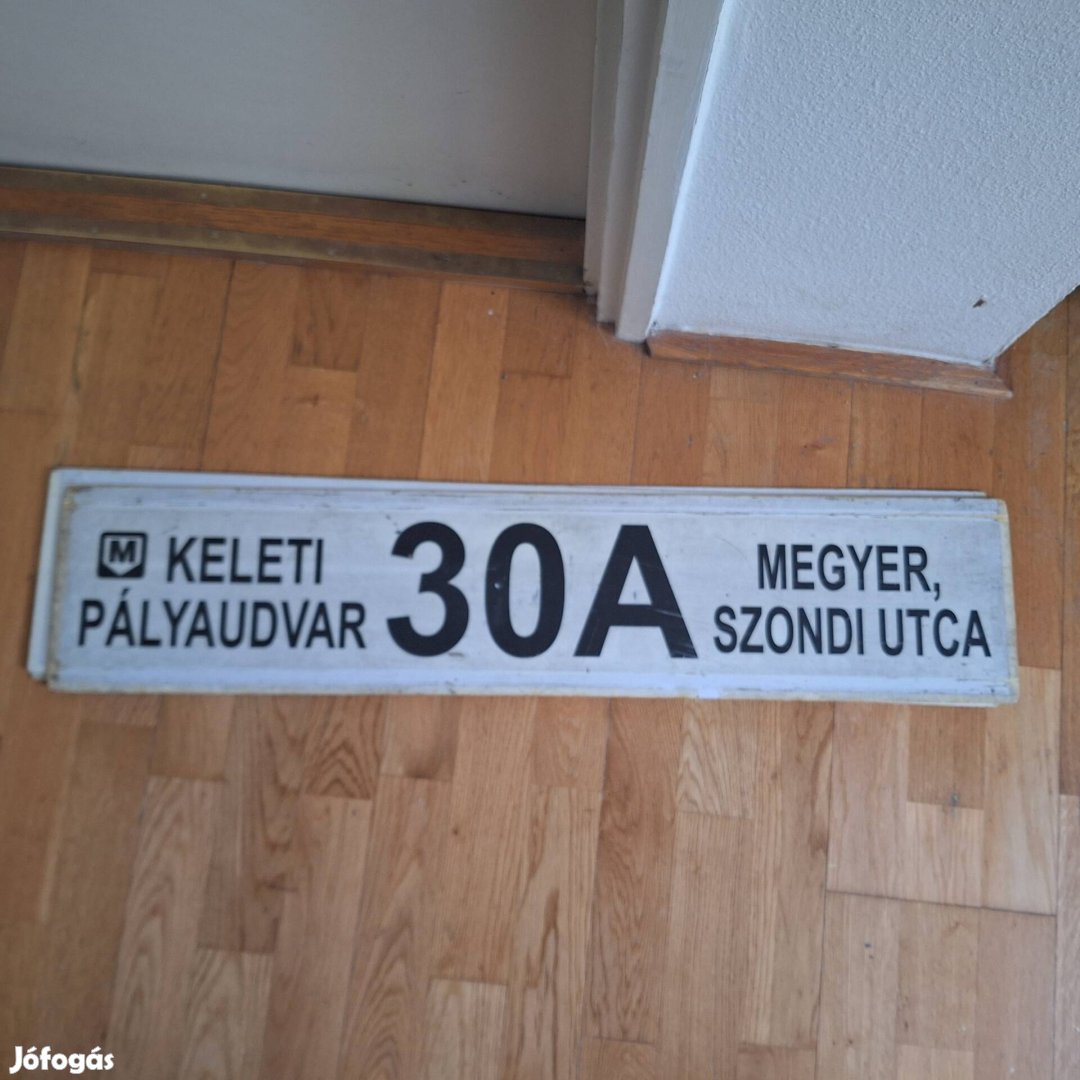 M KELETI
PÁLYAUDVAR
30A
MEGYER,
SZONDI UTCA
Jófogás